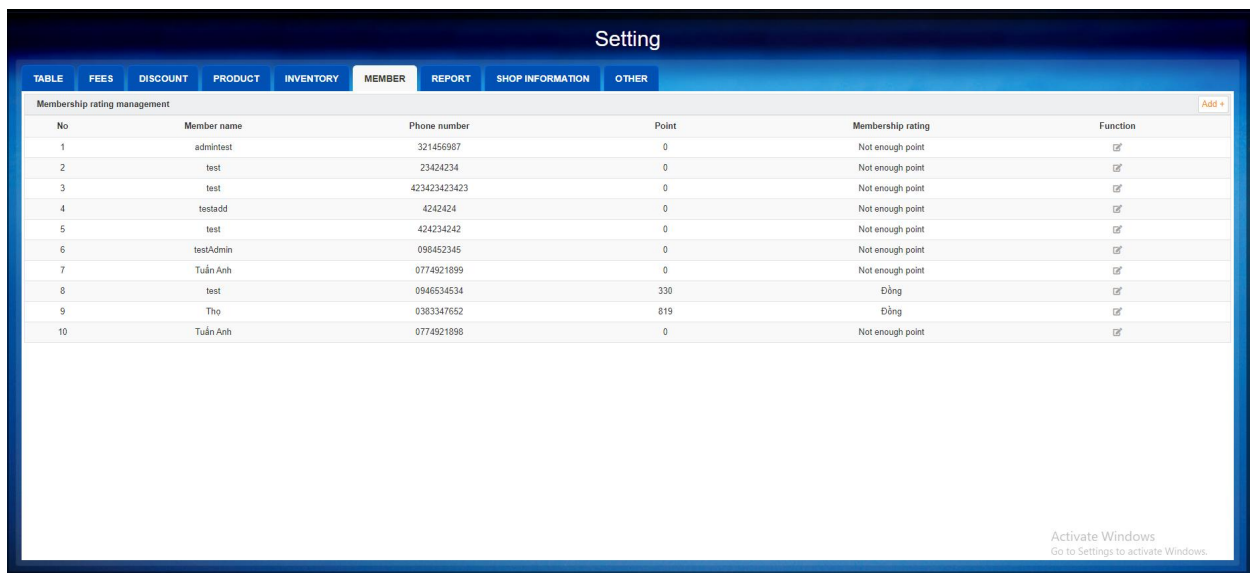 Setting
TABLE FEES DISCOUNT PRODUCT INVENTORY MEMBER REPORT SHOP INFORMATION OTHER
Membership rating management Add +
No Member name Phone number Point Membership rating Function
1 admintest 321456987 0 Not enough point
2 test 23424234 0 Not enough point
3 test 423423423423 0 Not enough point
4 testadd 4242424 0 Not enough point
5 test 424234242 0 Not enough point
6 testAdmin 098452345 0 Not enough point
7 Tuấn Anh 0774921899 0 Not enough point
8 test 0946534534 330 Đồng
9 Thọ 0383347652 819 Đồng
10 Tuấn Anh 0774921898 0 Not enough point
Activate Windows
Go to Settings to activate Windows.